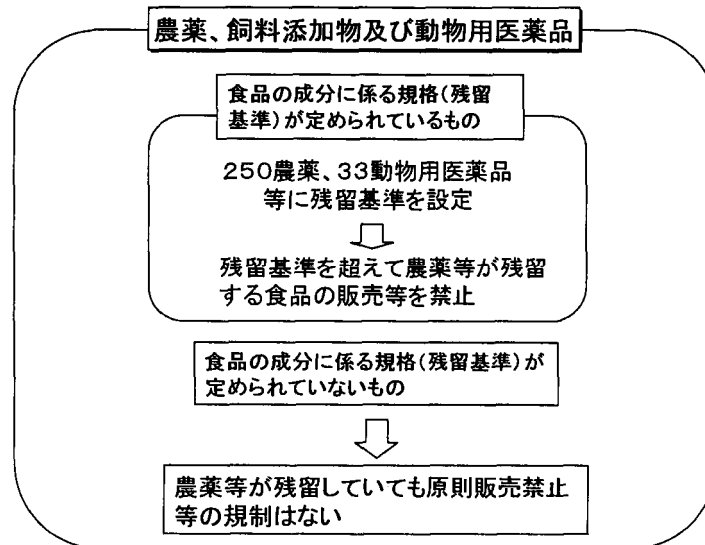 農薬、飼料添加物及び動物用医薬品
食品の成分に係る規格(残留
基準)が定められているもの
250農薬、33動物用医薬品
等に残留基準を設定
残留基準を超えて農薬等が残留
する食品の販売等を禁止
食品の成分に係る規格(残留基準)が
定められていないもの
農薬等が残留していても原則販売禁止
等の規制はない